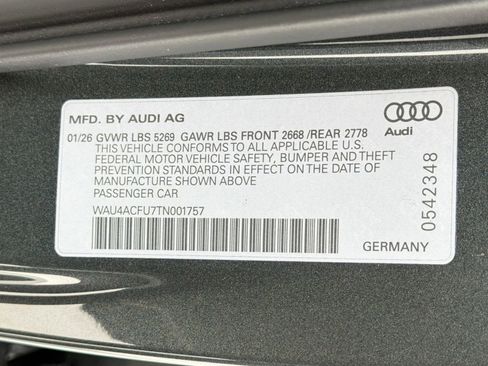 MFD. BY AUDI AG
01/26 GVWR LBS 5269 GAWR LBS FRONT 2668 /REAR 2778
THIS VEHICLE CONFORMS TO ALL APPLICABLE U.S.
FEDERAL MOTOR VEHICLE SAFETY, BUMPER AND THEFT
PREVENTION STANDARDS IN EFFECT ON THE DATE OF
MANUFACTURE SHOWN ABOVE
PASSENGER CAR
WAU4ACFU7TN001757
Audi
0542348
GERMANY